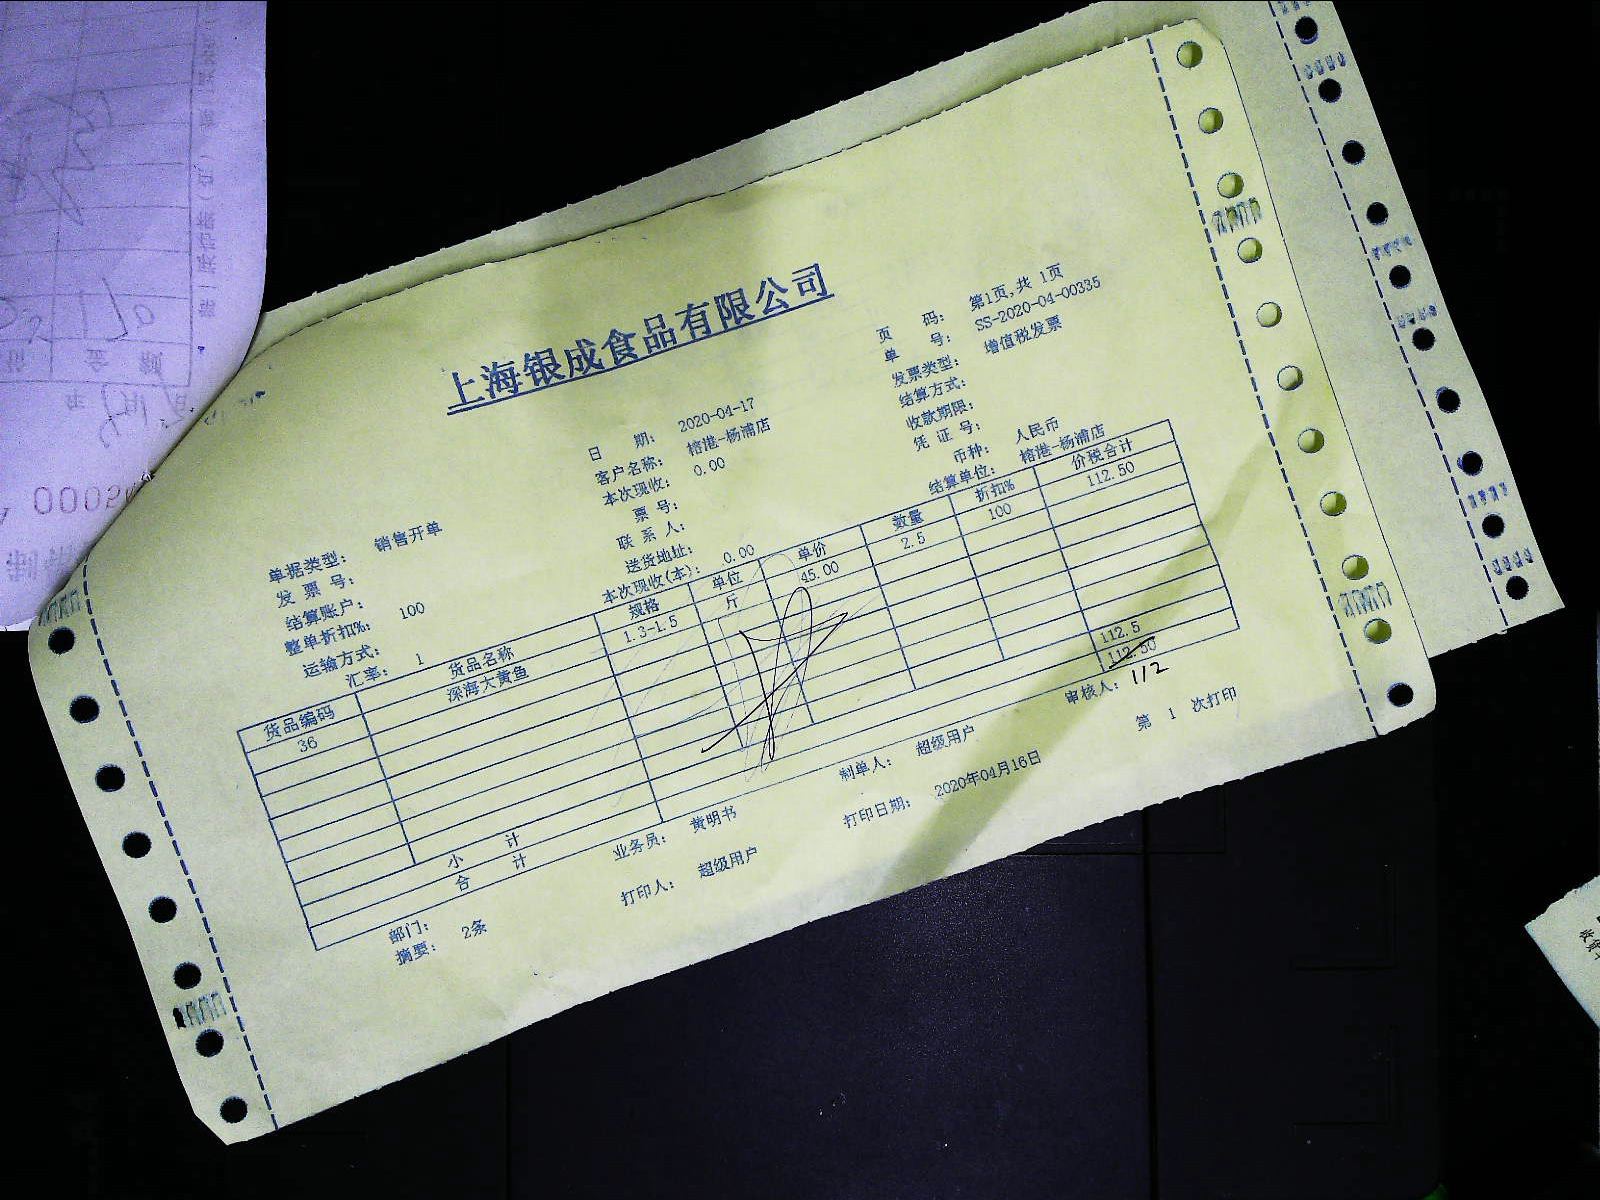 上海银成食品有限公司
页 码: 第1页,共 1页
单 号: SS-2020-04-00335
发票类型: 增值税发票
结算方式:
收款期限:
凭 证 号:
币种: 人民币
结算单位: 榕港-杨浦店
日 期: 2020-04-17
客户名称: 榕港-杨浦店
本次现收: 0.00
票 号:
联 系 人:
送货地址:
本次现收(本): 0.00
单据类型: 销售开单
发 票 号:
结算账户:
整单折扣%: 100
运输方式:
汇率: 1
货品编码 货品名称 规格 单位 单价 数量 折扣% 价税合计
36 深海大黄鱼 1.3-1.5 斤 45.00 2.5 100 112.50
小 计 112.5
合 计 112.50
112
部门: 业务员: 黄明书 制单人: 超级用户 审核人:
摘要: 2条 打印人: 超级用户 打印日期: 2020年04月16日 第 1 次打印
170
金 额